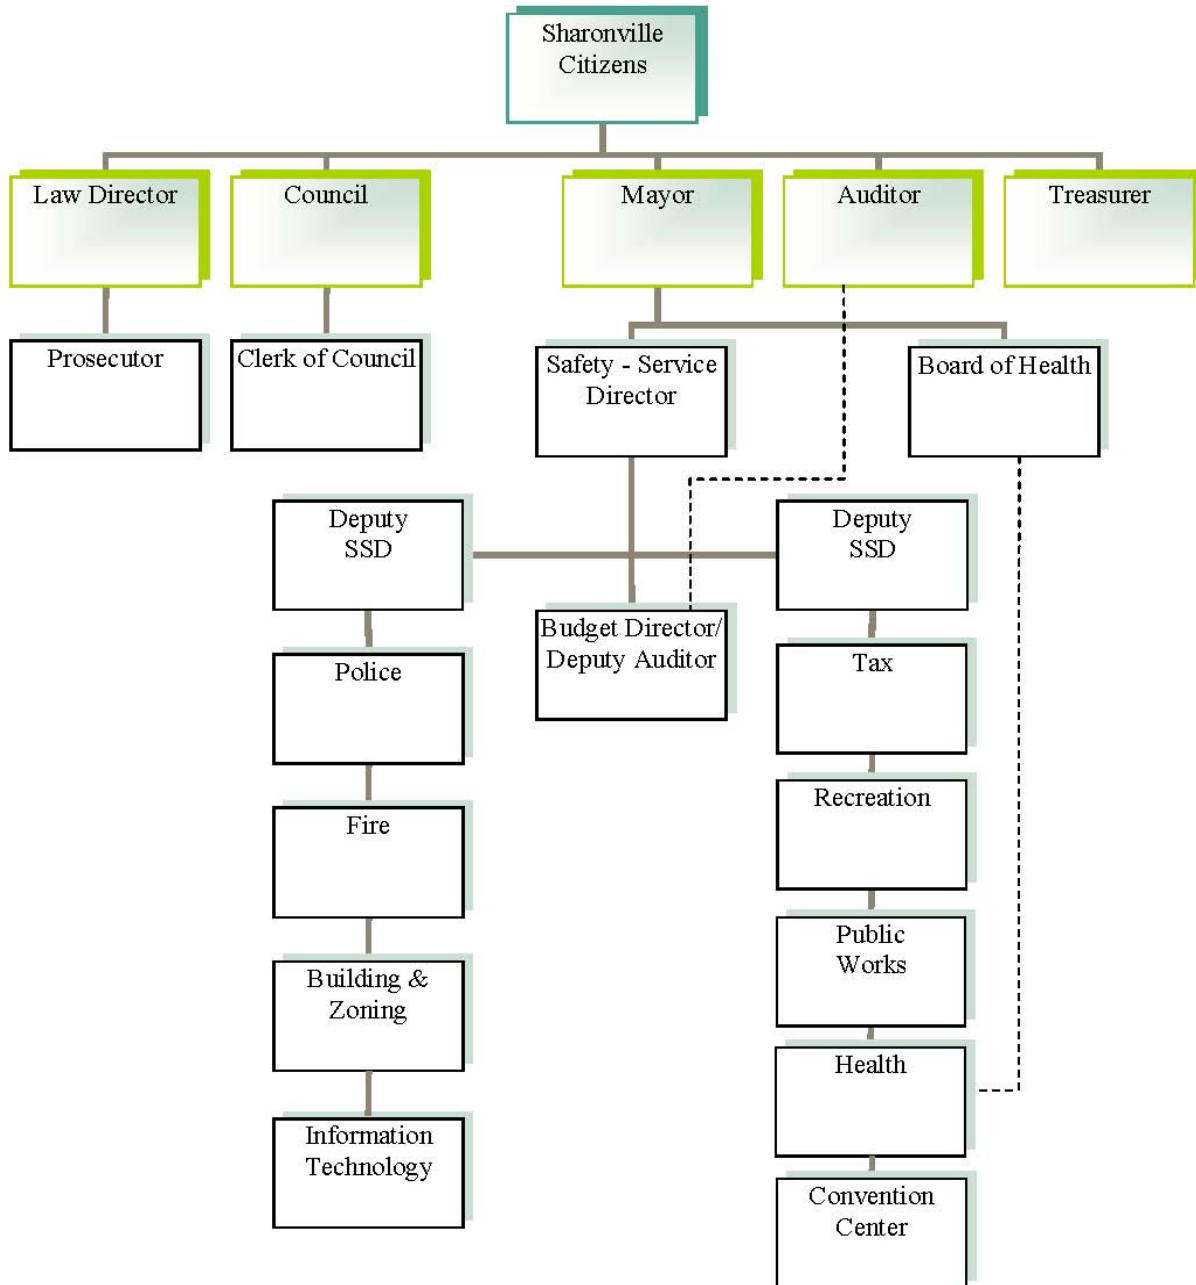 Sharonville
Citizens
Law Director
Council
Mayor
Auditor
Treasurer
Prosecutor
Clerk of Council
Safety - Service
Director
Board of Health
Deputy
SSD
Deputy
SSD
Budget Director/
Deputy Auditor
Police
Tax
Fire
Recreation
Building &
Zoning
Public
Works
Information
Technology
Health
Convention
Center